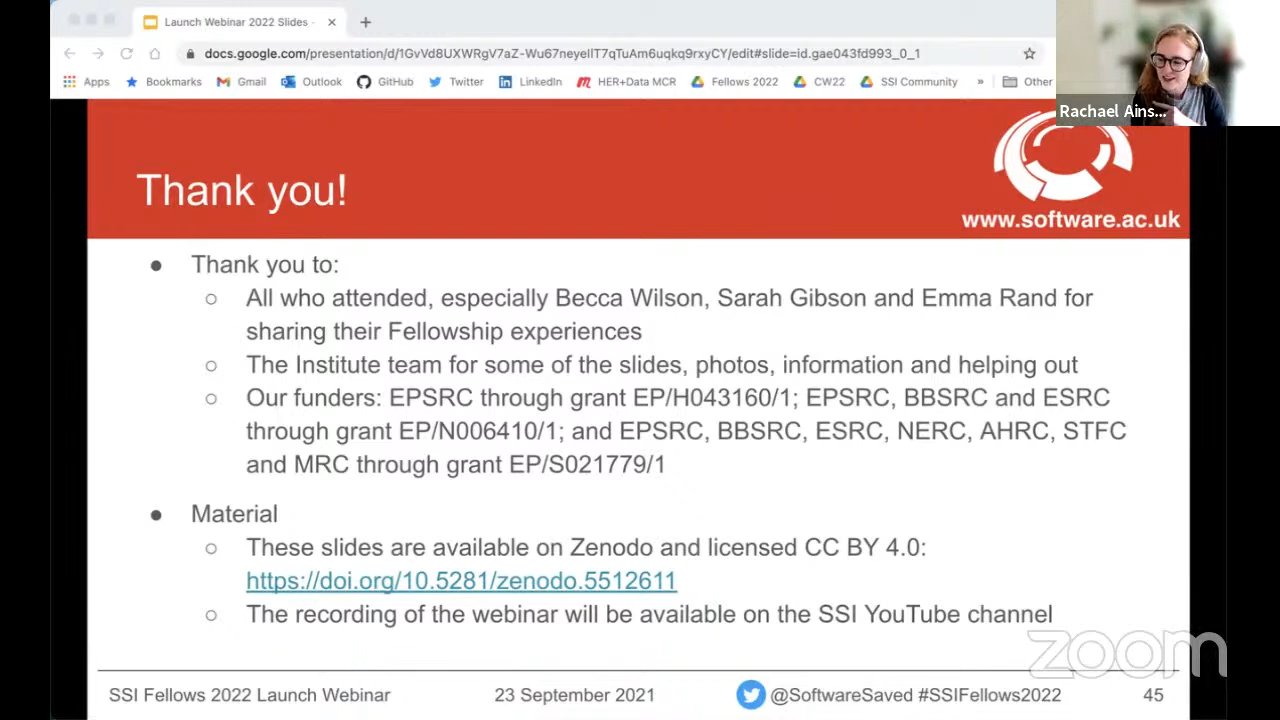 Launch Webinar 2022 Slides -
docs.google.com/presentation/d/1GvVd8UXWRgV7aZ-Wu67neyeIlT7qTuAm6uqkq9rxyCY/edit#slide=id.gae043fd993_0_1
Apps Bookmarks Gmail Outlook GitHub Twitter LinkedIn HER+Data MCR Fellows 2022 CW22 SSI Community » Other
Rachael Ains...
Thank you!
www.software.ac.uk
● Thank you to:
○ All who attended, especially Becca Wilson, Sarah Gibson and Emma Rand for
sharing their Fellowship experiences
○ The Institute team for some of the slides, photos, information and helping out
○ Our funders: EPSRC through grant EP/H043160/1; EPSRC, BBSRC and ESRC
through grant EP/N006410/1; and EPSRC, BBSRC, ESRC, NERC, AHRC, STFC
and MRC through grant EP/S021779/1
● Material
○ These slides are available on Zenodo and licensed CC BY 4.0:
https://doi.org/10.5281/zenodo.5512611
○ The recording of the webinar will be available on the SSI YouTube channel
zoom
SSI Fellows 2022 Launch Webinar 23 September 2021 @SoftwareSaved #SSIFellows2022 45